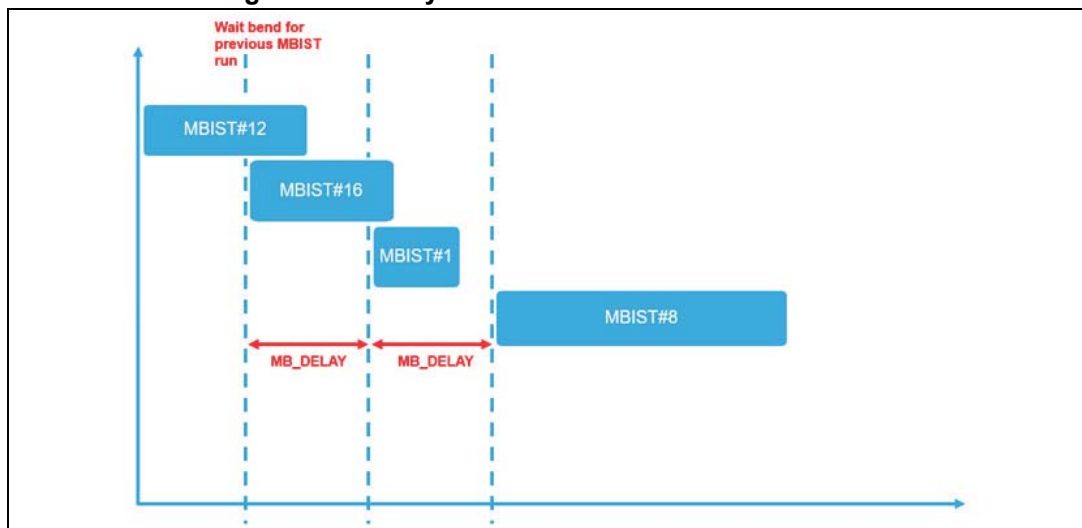 Wait bend for
previous MBIST
run
MBIST#12
MBIST#16
MBIST#1
MBIST#8
MB_DELAY
MB_DELAY